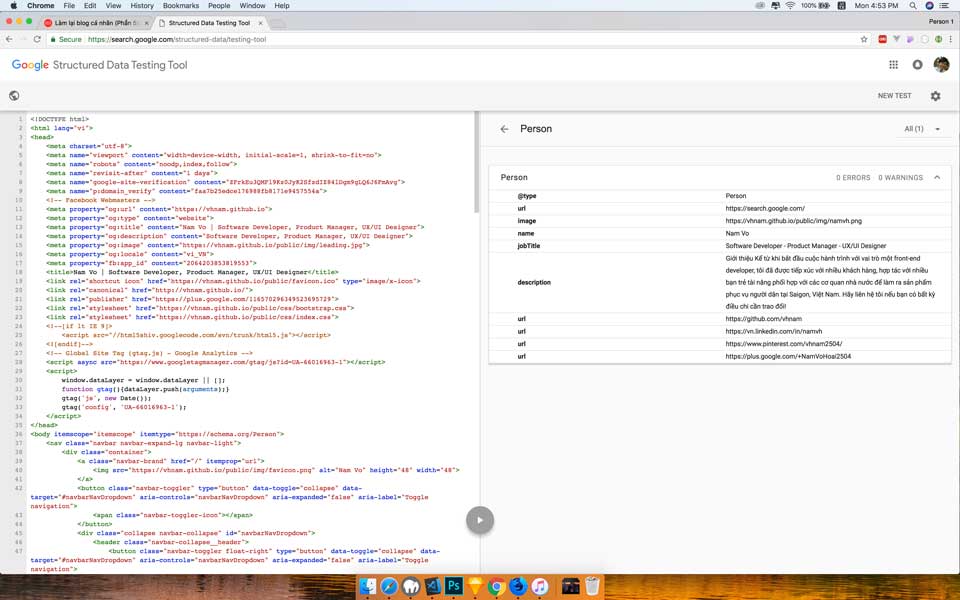 Chrome File Edit View History Bookmarks People Window Help 100% Mon 4:53 PM
Làm lại blog cá nhân (Phần Structured Data Testing Tool Person 1
Secure https://search.google.com/structured-data/testing-tool
Google Structured Data Testing Tool
NEW TEST
Person All (1)
Person 0 ERRORS 0 WARNINGS
@type Person
url https://search.google.com/
image https://vhnam.github.io/public/img/namvh.png
name Nam Vo
jobTitle Software Developer - Product Manager - UX/UI Designer
description Giới thiệu Kể từ khi bắt đầu cuộc hành trình với vai trò một front-end
developer, tôi đã được tiếp xúc với nhiều khách hàng, hợp tác với nhiều
bạn trẻ tài năng phối hợp với các cơ quan nhà nước để làm ra sản phẩm
phục vụ người dân tại Saigon, Việt Nam. Hãy liên hệ tôi nếu bạn có bất kỳ
điều chi cần trao đổi!
url https://github.com/vhnam
url https://vn.linkedin.com/in/namvh
url https://www.pinterest.com/vhnam2504/
url https://plus.google.com/+NamVoHoai2504
1 <!DOCTYPE html>
2 <html lang="vi">
3 <head>
4 <meta charset="utf-8">
5 <meta name="viewport" content="width=device-width, initial-scale=1, shrink-to-fit=no">
6 <meta name="robots" content="noodp,index,follow">
7 <meta name="revisit-after" content="1 days">
8 <meta name="google-site-verification"
9 <meta name="p:domain_verify"
10 <!-- Facebook Webmasters -->
11 <meta property="og:url" content="https://vhnam.github.io">
12 <meta property="og:type" content="website">
13 <meta property="og:title" content="Nam Vo | Software Developer, Product Manager, UX/UI Designer">
14 <meta property="og:description" content="Software Developer, Product Manager, UX/UI Designer">
15 <meta property="og:image" content="https://vhnam.github.io/public/img/leading.jpg">
16 <meta property="og:locale" content="vi_VN">
17 <meta property="fb:app_id" content="2064203853819553">
18 <title>Nam Vo | Software Developer, Product Manager, UX/UI Designer</title>
19 <link rel="shortcut icon" href="https://vhnam.github.io/public/favicon.ico" type="image/x-icon">
20 <link rel="canonical" href="https://vhnam.github.io/">
21 <link rel="publisher" href="https://plus.google.com/116570296349523695729">
22 <link rel="stylesheet" href="https://vhnam.github.io/public/css/bootstrap.css">
23 <link rel="stylesheet" href="https://vhnam.github.io/public/css/index.css">
24 <!--[if lt IE 9]>
25 <script src="//html5shiv.googlecode.com/svn/trunk/html5.js"></script>
26 <![endif]-->
27 <!-- Global Site Tag (gtag.js) - Google Analytics -->
28 <script async src="https://www.googletagmanager.com/gtag/js?id=UA-66016963-1"></script>
29 <script>
30 window.dataLayer = window.dataLayer || [];
31 function gtag(){dataLayer.push(arguments);}
32 gtag('js', new Date());
33 gtag('config', 'UA-66016963-1');
34 </script>
35 </head>
36 <body itemscope="itemscope" itemtype="https://schema.org/Person">
37 <nav class="navbar navbar-expand-lg navbar-light">
38 <div class="container">
39 <a class="navbar-brand" href="/" itemprop="url">
40 <img src="https://vhnam.github.io/public/img/favicon.png" alt="Nam Vo" height="48" width="48">
41 </a>
42 <button class="navbar-toggler" type="button" data-toggle="collapse" data-
target="#navbarNavDropdown" aria-controls="navbarNavDropdown" aria-expanded="false" aria-label="Toggle
navigation">
43 <span class="navbar-toggler-icon"></span>
44 </button>
45 <div class="collapse navbar-collapse" id="navbarNavDropdown">
46 <header class="navbar-collapse__header">
47 <button class="navbar-toggler float-right" type="button" data-toggle="collapse" data-
target="#navbarNavDropdown" aria-controls="navbarNavDropdown" aria-expanded="false" aria-label="Toggle
navigation">
Ps